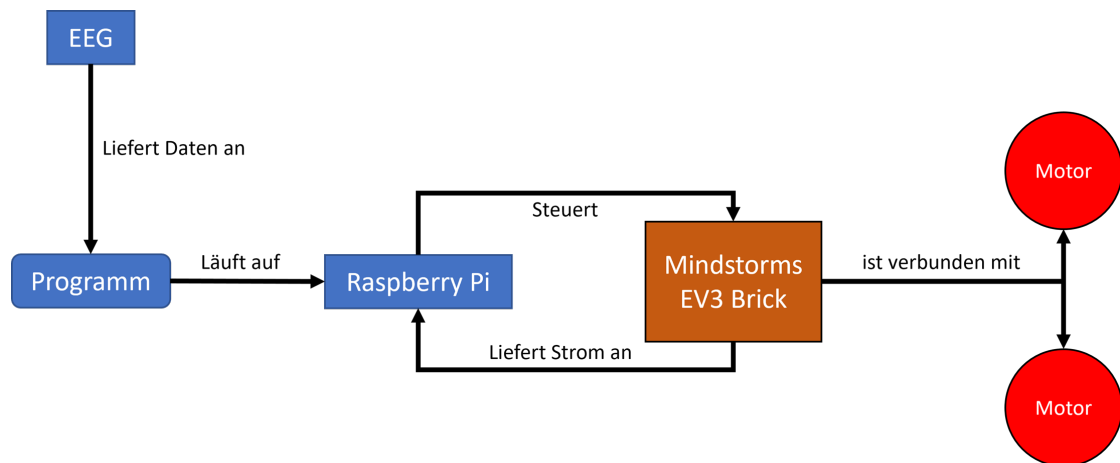 EEG
Liefert Daten an
Programm
Läuft auf
Raspberry Pi
Steuert
Liefert Strom an
Mindstorms
EV3 Brick
ist verbunden mit
Motor
Motor